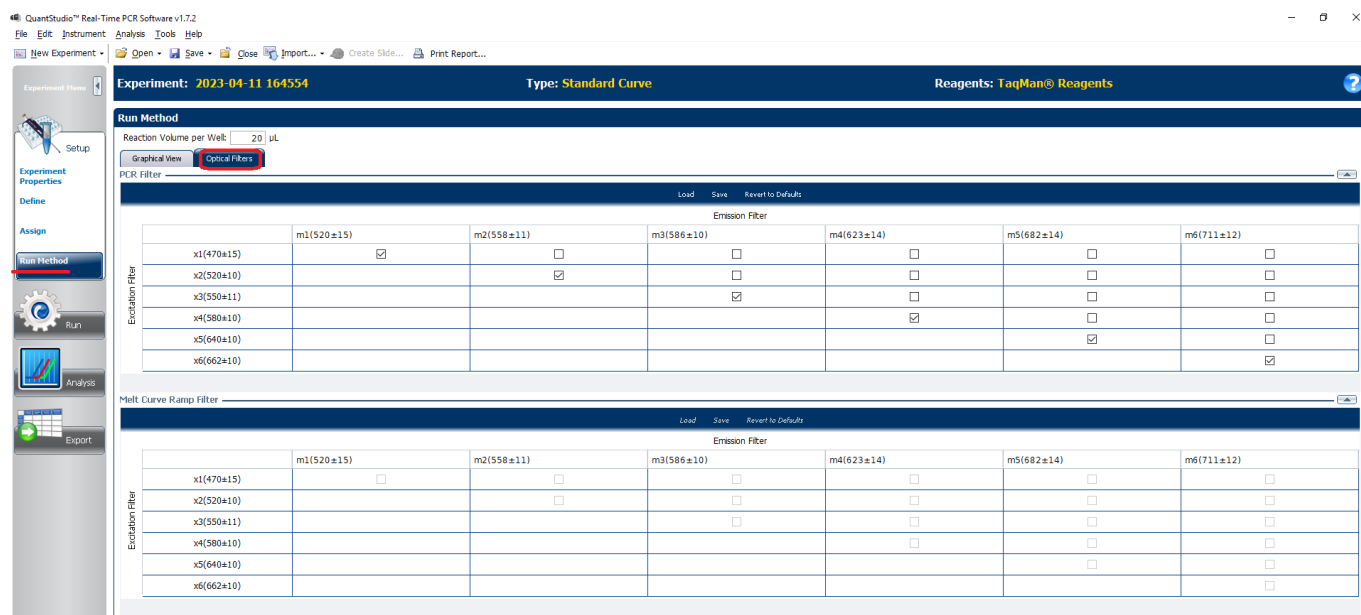 QuantStudio™ Real-Time PCR Software v1.7.2
File Edit Instrument Analysis Tools Help
New Experiment Open Save Close Import... Create Slide... Print Report...
Experiment Menu
Experiment: 2023-04-11 164554 Type: Standard Curve Reagents: TaqMan® Reagents
Setup
Experiment Properties
Define
Assign
Run Method
Run
Analysis
Export
Run Method
Reaction Volume per Well: 20 µL
Graphical View Optical Filters
PCR Filter
Load Save Revert to Defaults
Emission Filter
m1(520±15) m2(558±11) m3(586±10) m4(623±14) m5(682±14) m6(711±12)
Excitation Filter
x1(470±15)
x2(520±10)
x3(550±11)
x4(580±10)
x5(640±10)
x6(662±10)
Melt Curve Ramp Filter
Load Save Revert to Defaults
Emission Filter
m1(520±15) m2(558±11) m3(586±10) m4(623±14) m5(682±14) m6(711±12)
Excitation Filter
x1(470±15)
x2(520±10)
x3(550±11)
x4(580±10)
x5(640±10)
x6(662±10)